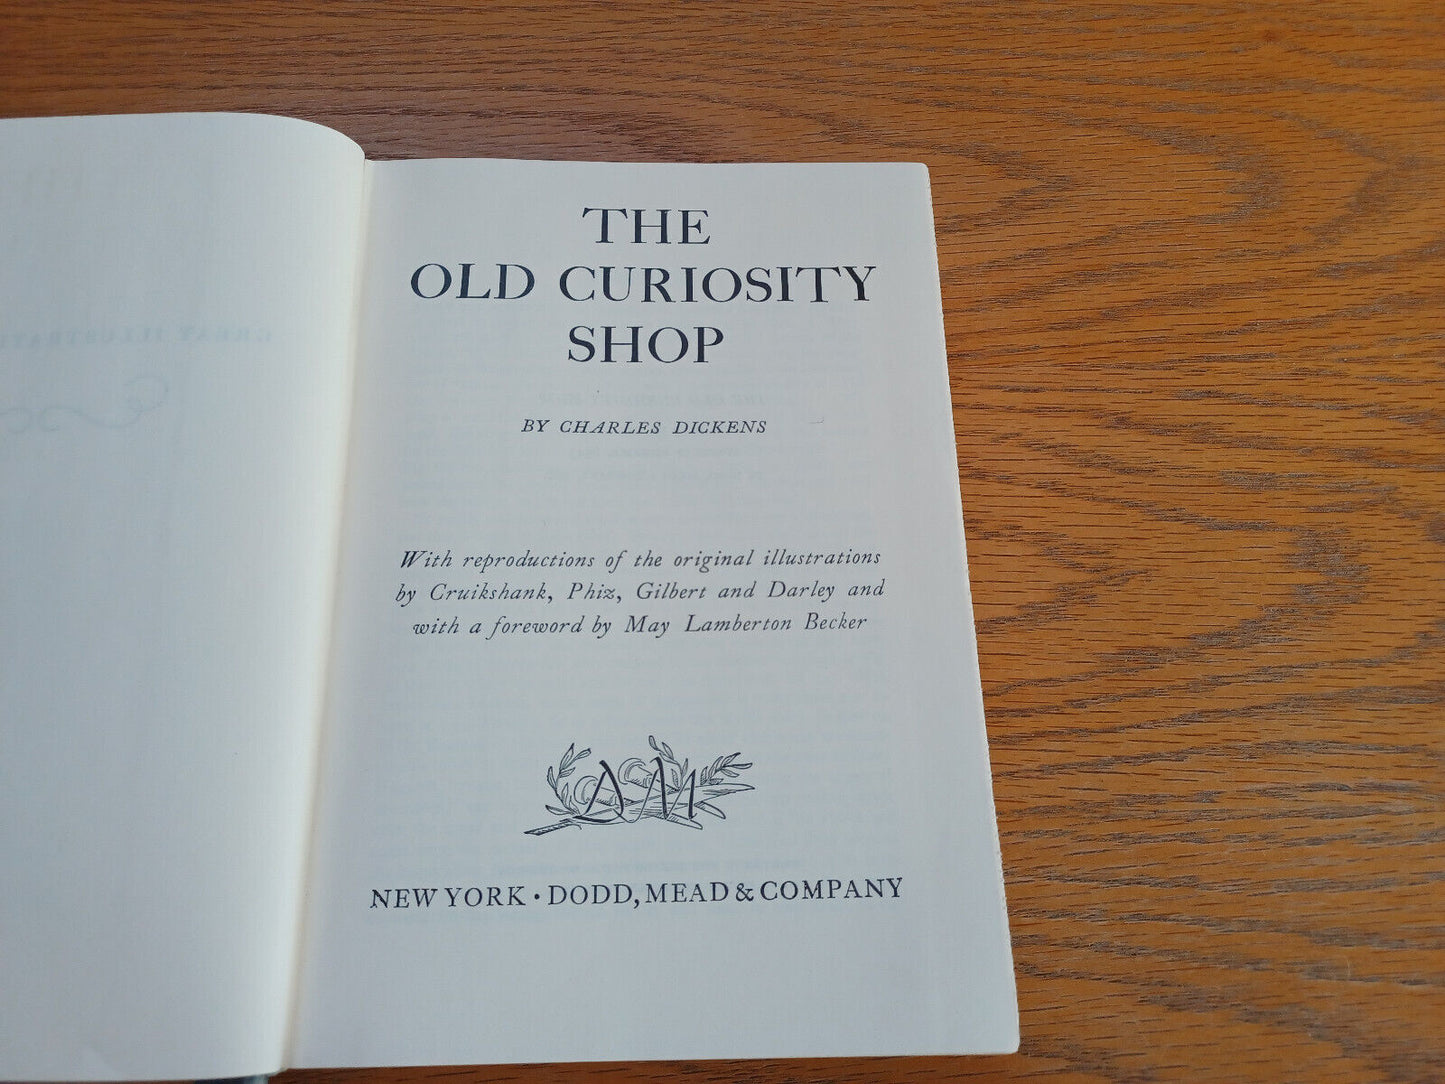 THE
OLD CURIOSITY
SHOP
BY CHARLES DICKENS
With reproductions of the original illustrations
by Cruikshank, Phiz, Gilbert and Darley and
with a foreword by May Lamberton Becker
NEW YORK · DODD, MEAD & COMPANY